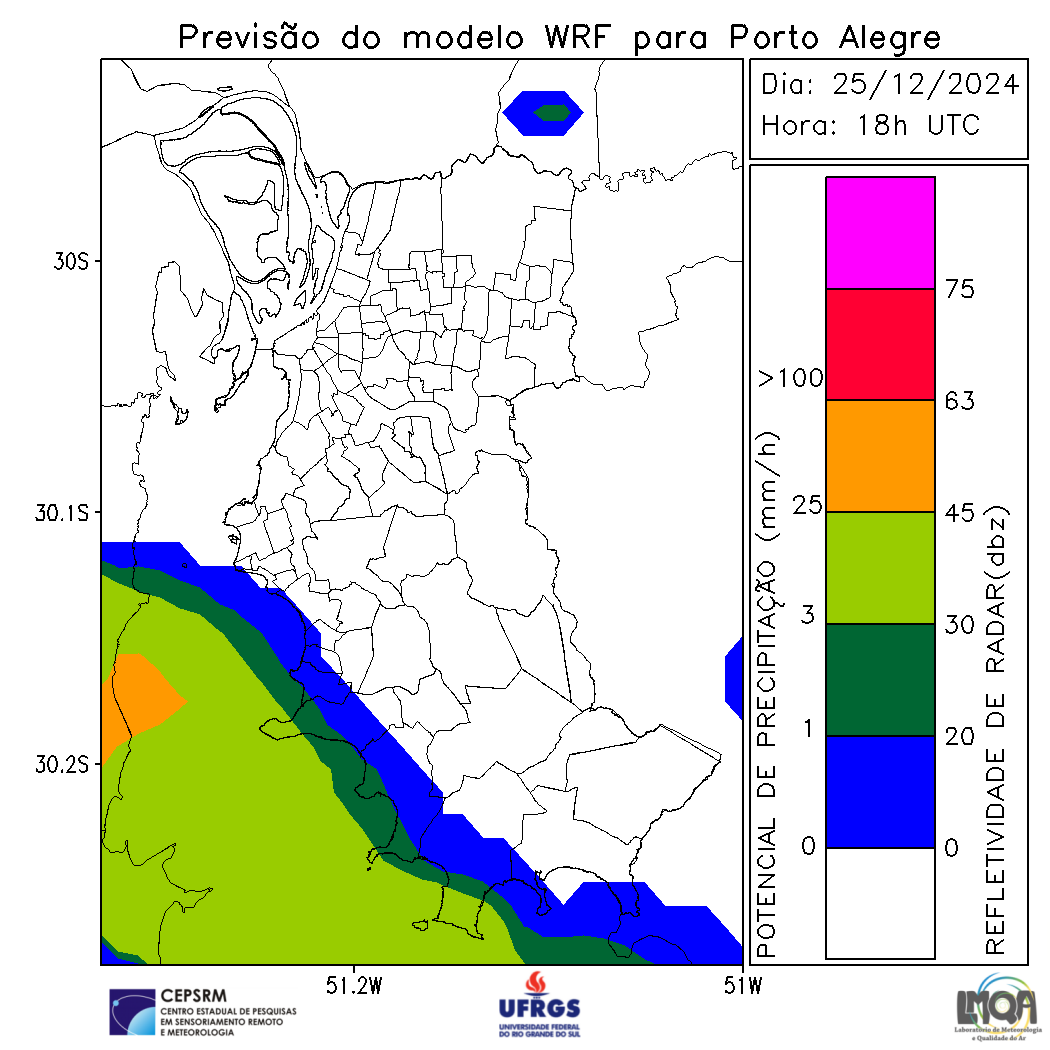 Previsão do modelo WRF para Porto Alegre
Dia: 25/12/2024
Hora: 18h UTC
30S
30.1S
30.2S
51.2W
51W
POTENCIAL DE PRECIPITAÇÃO (mm/h)
>100
25
3
1
0
75
63
45
30
20
0
REFLETIVIDADE DE RADAR(dbz)
CEPSRM
CENTRO ESTADUAL DE PESQUISAS
EM SENSORIAMENTO REMOTO
E METEOROLOGIA
UFRGS
UNIVERSIDADE FEDERAL
DO RIO GRANDE DO SUL
LMQA
Laboratório de Meteorologia
e Qualidade do Ar